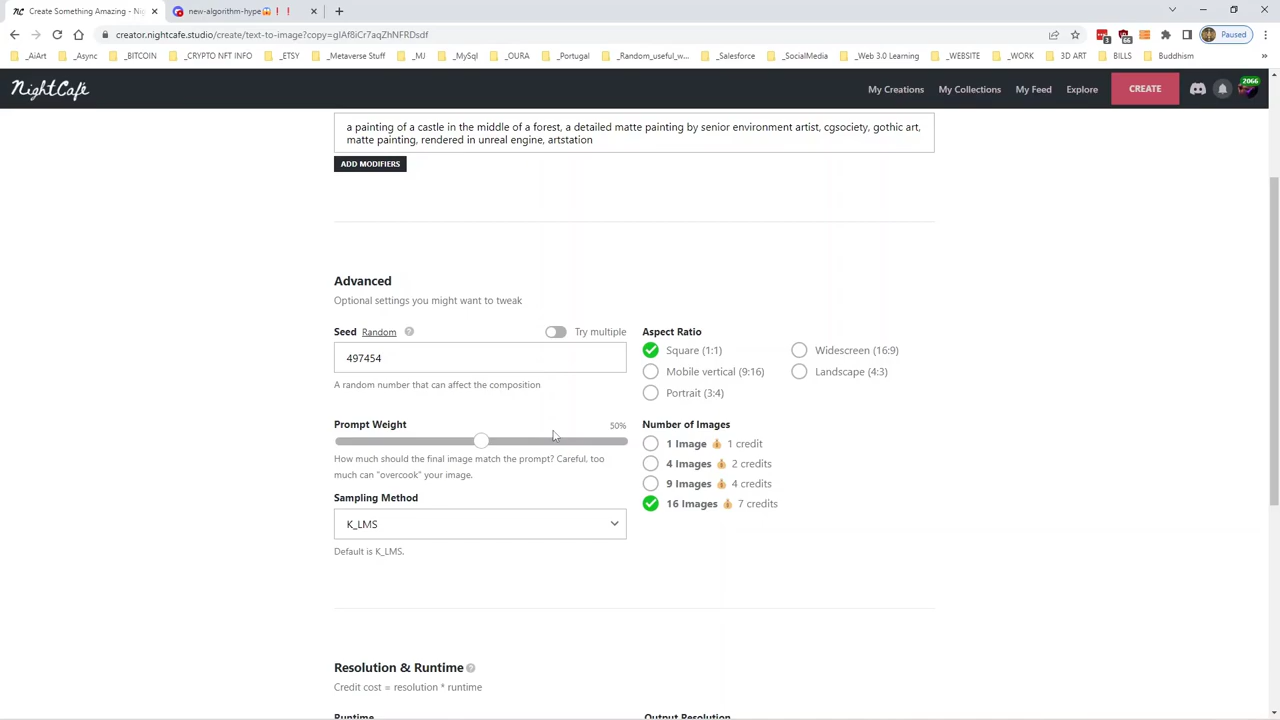 Create Something Amazing - Nig
new-algorithm-hype😱❗❗
creator.nightcafe.studio/create/text-to-image?copy=glAf8iCr7aqZhNFRDsdf
3
66
Paused
_AiArt
_Async
_BITCOIN
_CRYPTO NFT INFO
_ETSY
_Metaverse Stuff
_MJ
_MySql
_OURA
_Portugal
_Random_useful_w...
_Salesforce
_SocialMedia
_Web 3.0 Learning
_WEBSITE
_WORK
3D ART
BILLS
Buddhism
»
NightCafe
My Creations
My Collections
My Feed
Explore
CREATE
2066
a painting of a castle in the middle of a forest, a detailed matte painting by senior environment artist, cgsociety, gothic art,
matte painting, rendered in unreal engine, artstation
ADD MODIFIERS
Advanced
Optional settings you might want to tweak
Seed Random ?
Try multiple
497454
A random number that can affect the composition
Aspect Ratio
Square (1:1)
Widescreen (16:9)
Mobile vertical (9:16)
Landscape (4:3)
Portrait (3:4)
Prompt Weight
50%
How much should the final image match the prompt? Careful, too
much can "overcook" your image.
Number of Images
1 Image 1 credit
4 Images 2 credits
9 Images 4 credits
16 Images 7 credits
Sampling Method
K_LMS
Default is K_LMS.
Resolution & Runtime ?
Credit cost = resolution * runtime
Runtime
Output Resolution